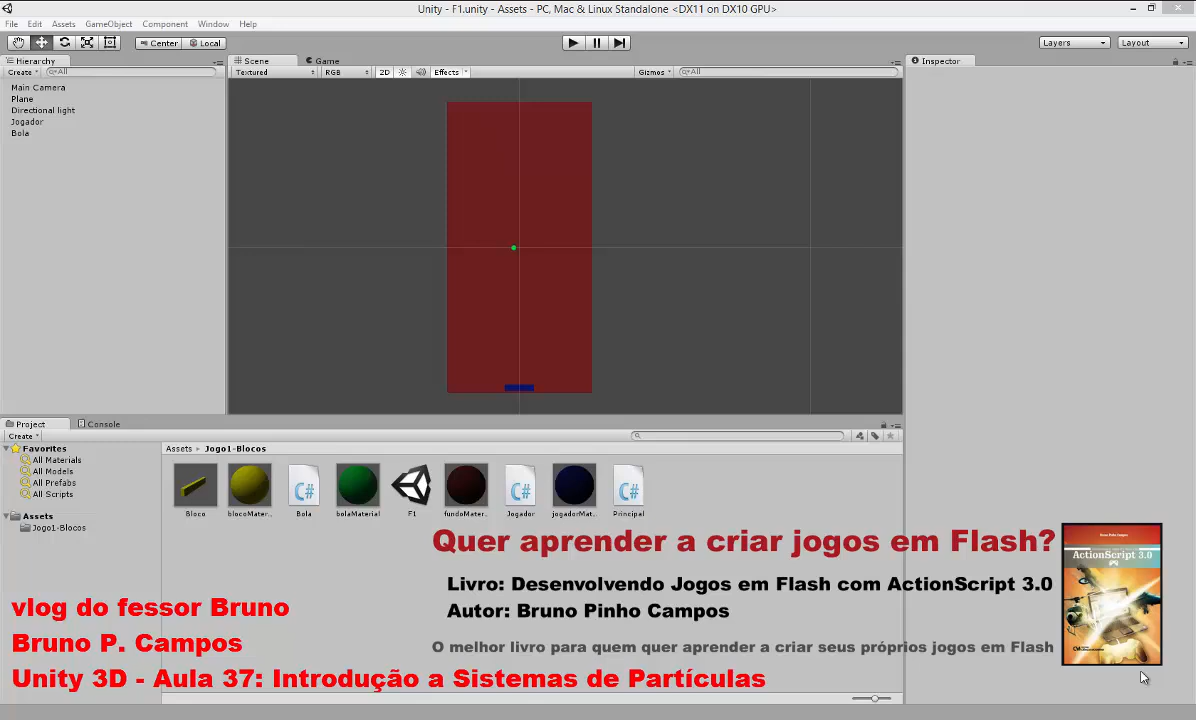 Unity - F1.unity - Assets - PC, Mac & Linux Standalone <DX11 on DX10 GPU>
File Edit Assets GameObject Component Window Help
Center Local Layers Layout
Hierarchy Scene Game Inspector
Create All Textured RGB 2D Effects Gizmos All
Main Camera
Plane
Directional light
Jogador
Bola
Project Console
Create
Favorites Assets Jogo1-Blocos
All Materials
All Models
All Prefabs
All Scripts
Assets
Jogo1-Blocos
Bloco blocoMater... Bola bolaMaterial F1 fundoMater... Jogador jogadorMat... Principal
C# C# C#
Quer aprender a criar jogos em Flash?
Livro: Desenvolvendo Jogos em Flash com ActionScript 3.0
Autor: Bruno Pinho Campos
O melhor livro para quem quer aprender a criar seus próprios jogos em Flash
ActionScript 3.0
vlog do fessor Bruno
Bruno P. Campos
Unity 3D - Aula 37: Introdução a Sistemas de Partículas